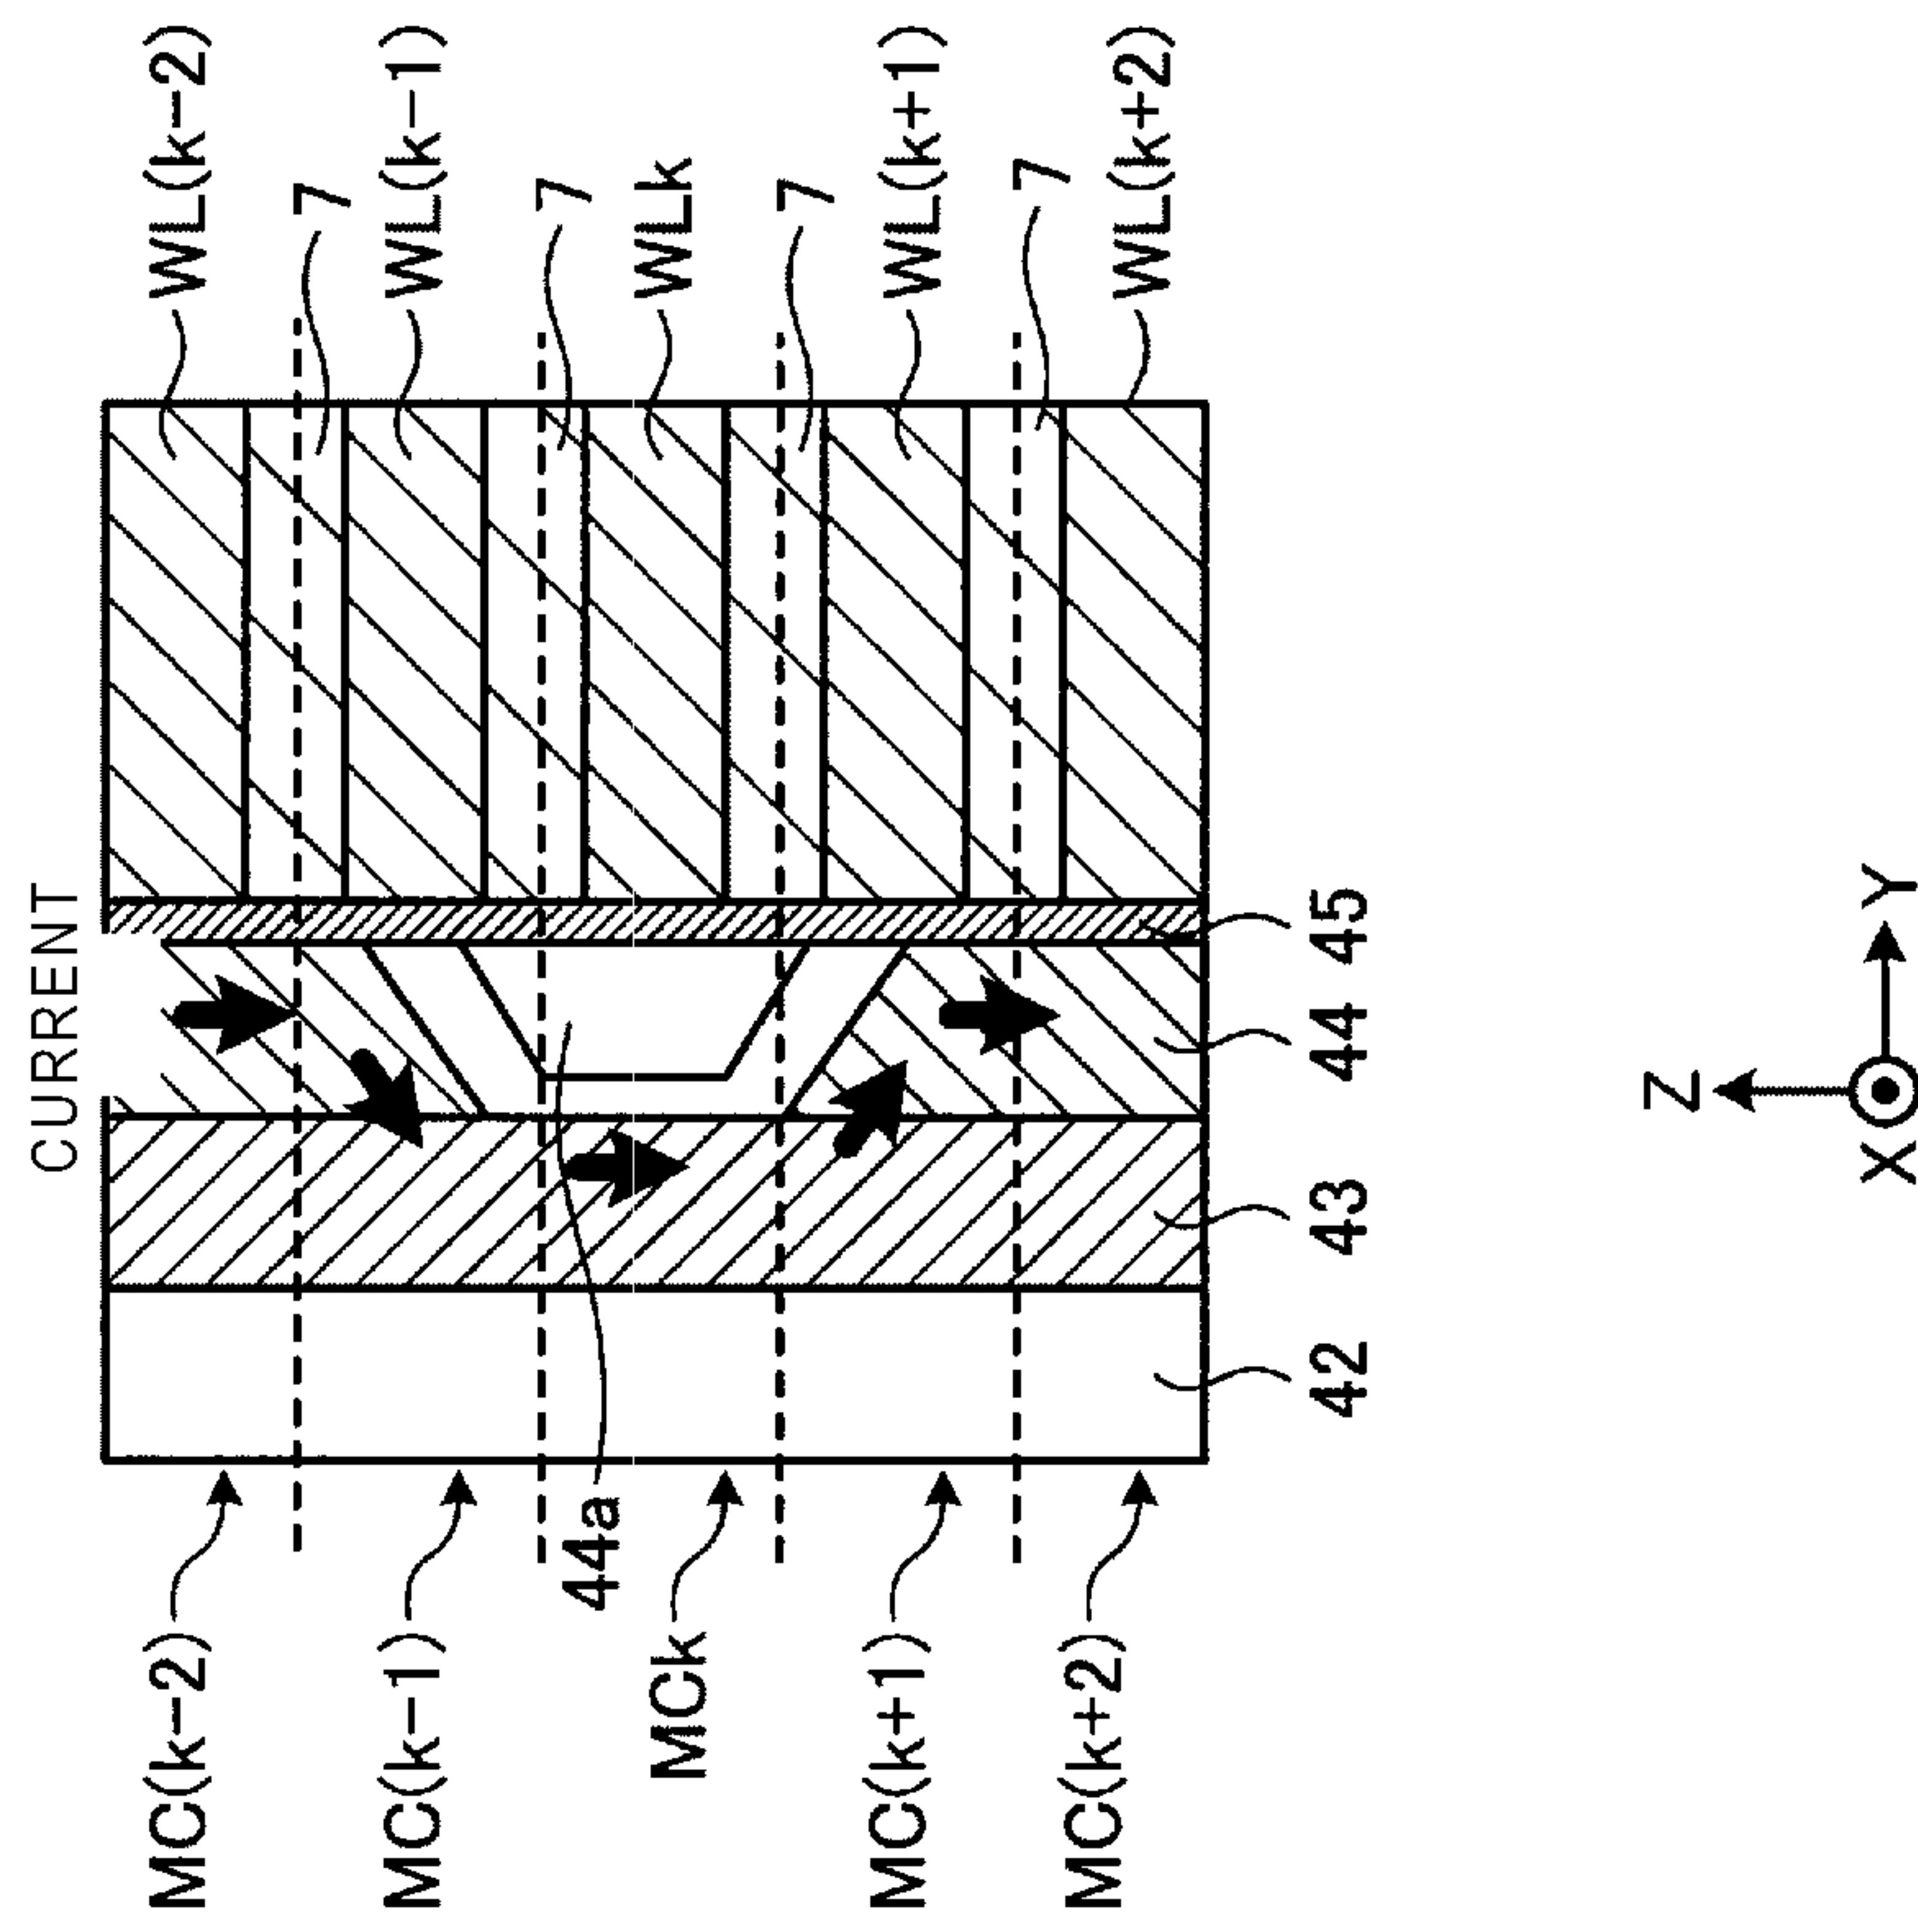 CURRENT
MC(k−2)
WL(k−2)
7
MC(k−1)
WL(k−1)
7
44a
MCk
WLk
7
MC(k+1)
WL(k+1)
7
MC(k+2)
WL(k+2)
42 43 44 45
Z
X
Y